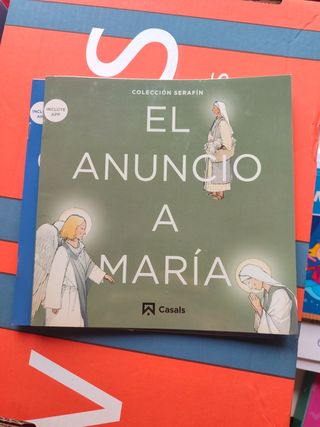 COLECCIÓN SERAFÍN
INCLUYE
APP
EL
ANUNCIO
A
MARÍA
Casals